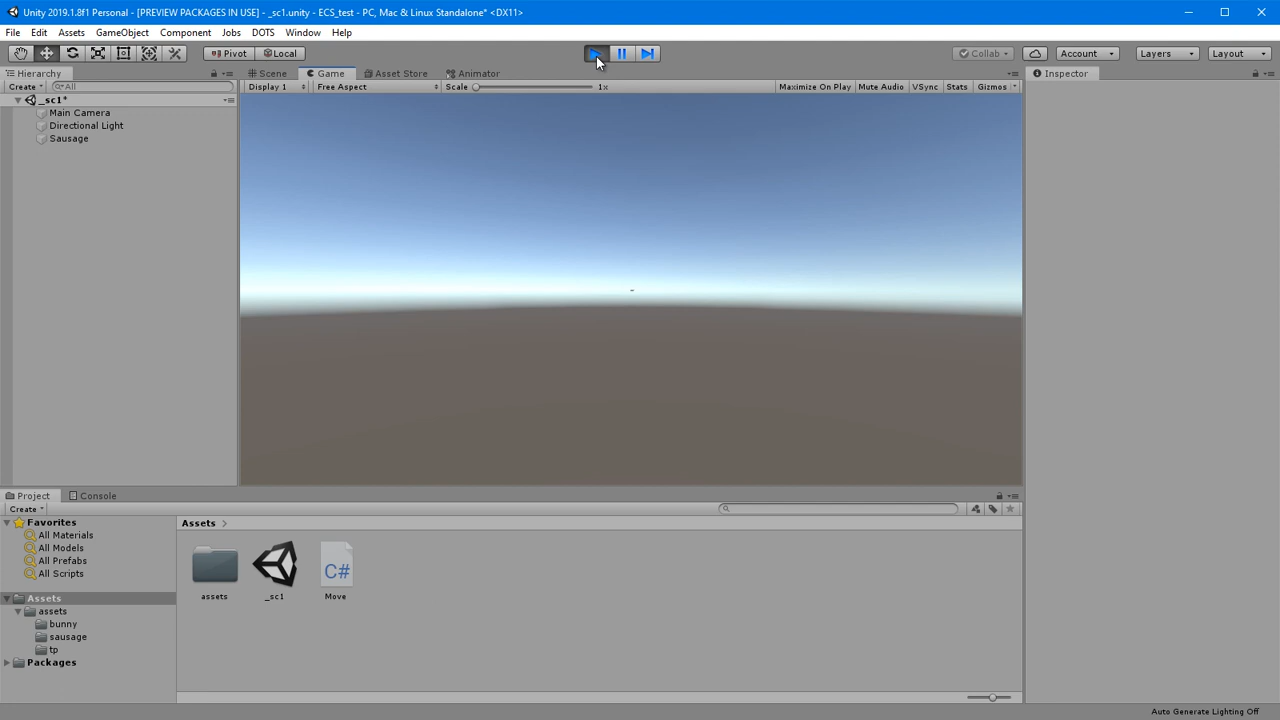 Unity 2019.1.8f1 Personal - [PREVIEW PACKAGES IN USE] - _sc1.unity - ECS_test - PC, Mac & Linux Standalone* <DX11>
File Edit Assets GameObject Component Jobs DOTS Window Help
Pivot Local Collab Account Layers Layout
Hierarchy Scene Game Asset Store Animator Inspector
Create All Display 1 Free Aspect Scale 1x Maximize On Play Mute Audio VSync Stats Gizmos
_sc1*
Main Camera
Directional Light
Sausage
Project Console
Create
Favorites
All Materials
All Models
All Prefabs
All Scripts
Assets
assets
bunny
sausage
tp
Packages
Assets
C#
assets _sc1 Move
Auto Generate Lighting Off